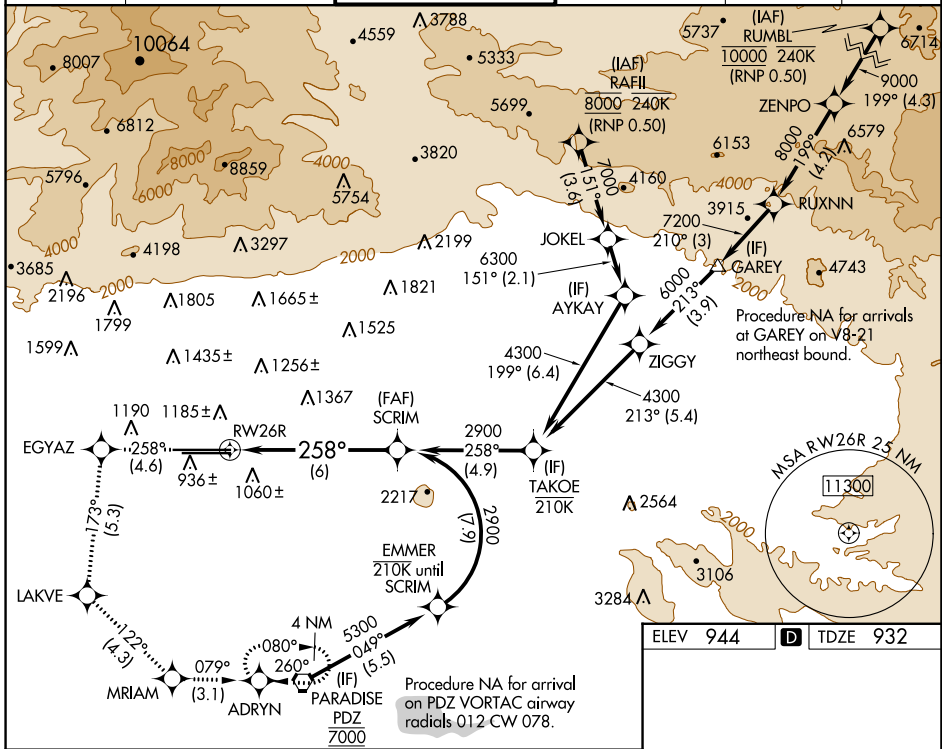 3788
4559
10064
8007
5333
5737
(IAF)
RUMBL
10000 240K
(RNP 0.50)
6714
(IAF)
RAFII
8000 240K
(RNP 0.50)
9000
199° (4.3)
ZENPO
5699
6812
8000
8859
6000
5796
4000
5754
3820
7000
151°
(3.6)
4160
6153
4000
8000
199°
(4.2)
6579
RUXNN
3915
7200
210° (3)
4198
3297
2199
2000
JOKEL
6300
151° (2.1)
(IF)
GAREY
4743
2000
4000
3685
2196
2000
1799
1805
1665±
1821
(IF)
AYKAY
6000
213°
(3.9)
Procedure NA for arrivals
at GAREY on V8-21
northeast bound.
1525
1599
1435±
1256±
ZIGGY
4300
199° (6.4)
4300
213° (5.4)
1367
(FAF)
SCRIM
1190
1185±
RW26R
EGYAZ
258°
(4.6)
936±
1060±
258°
(6)
2900
258°
(4.9)
(IF)
TAKOE
210K
MSA RW26R 25 NM
11300
2217
2564
2000
173°
(5.3)
2900
(7.9)
EMMER
210K until
SCRIM
3106
3284
LAKVE
122°
(4.3)
4 NM
080°
260°
5300
049°
(5.5)
MRIAM
079°
(3.1)
ADRYN
(IF)
PARADISE
PDZ
7000
Procedure NA for arrival
on PDZ VORTAC airway
radials 012 CW 078.
ELEV 944 D TDZE 932